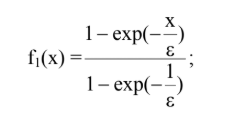 f₁(x) = (1 − exp(−x/ε)) / (1 − exp(−1/ε)) ;